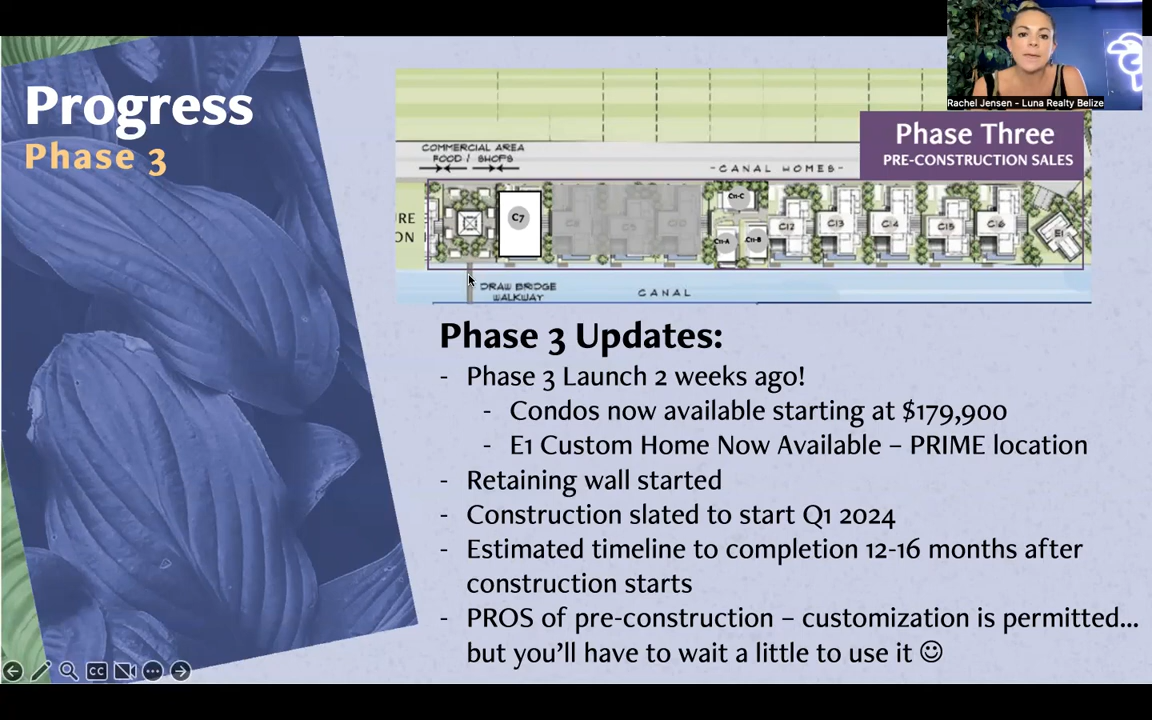 Progress
Phase 3
Rachel Jensen - Luna Realty Belize
Phase Three
PRE-CONSTRUCTION SALES
COMMERCIAL AREA
FOOD / SHOPS
-CANAL HOMES-
C7
C11-C
C11-A
C11-B
C12
C13
C14
C15
C16
E1
DRAW BRIDGE
WALKWAY
CANAL
Phase 3 Updates:
- Phase 3 Launch 2 weeks ago!
- Condos now available starting at $179,900
- E1 Custom Home Now Available – PRIME location
- Retaining wall started
- Construction slated to start Q1 2024
- Estimated timeline to completion 12-16 months after
construction starts
- PROS of pre-construction – customization is permitted...
but you'll have to wait a little to use it ☺
CC